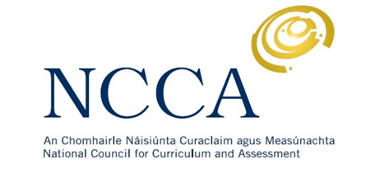 NCCA
An Chomhairle Náisiúnta Curaclaim agus Measúnachta
National Council for Curriculum and Assessment